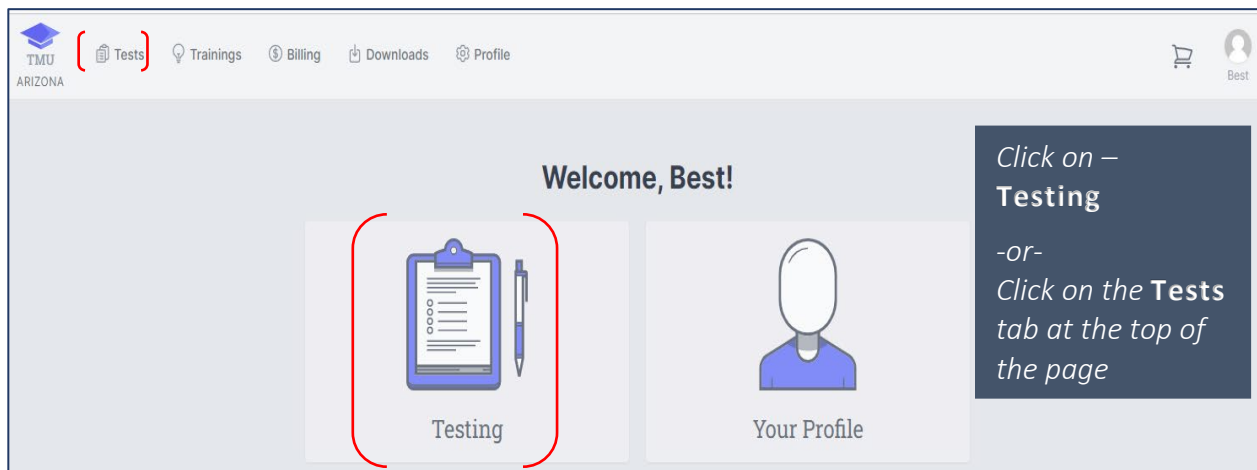 TMU
ARIZONA
Tests
Trainings
Billing
Downloads
Profile
Best
Welcome, Best!
Testing
Your Profile
Click on –
Testing
-or-
Click on the Tests
tab at the top of
the page